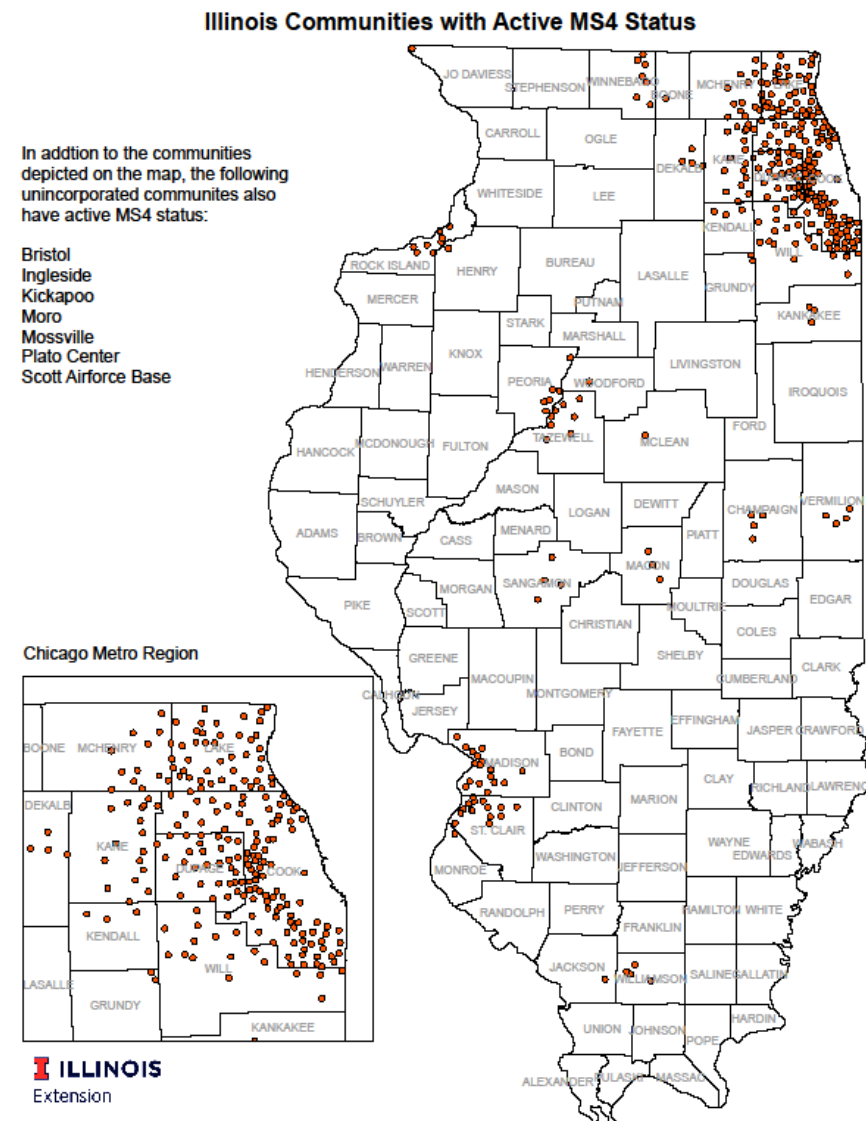 Illinois Communities with Active MS4 Status
In addtion to the communities
depicted on the map, the following
unincorporated communites also
have active MS4 status:
Bristol
Ingleside
Kickapoo
Moro
Mossville
Plato Center
Scott Airforce Base
JO DAVIESS
STEPHENSON
WINNEBAGO
BOONE
MCHENRY
LAKE
CARROLL
OGLE
DEKALB
KANE
DUPAGE
COOK
WHITESIDE
LEE
KENDALL
WILL
ROCK ISLAND
HENRY
BUREAU
LASALLE
GRUNDY
MERCER
PUTNAM
KANKAKEE
STARK
MARSHALL
KNOX
HENDERSON
WARREN
PEORIA
WOODFORD
LIVINGSTON
IROQUOIS
HANCOCK
MCDONOUGH
FULTON
TAZEWELL
MCLEAN
FORD
MASON
SCHUYLER
LOGAN
DEWITT
CHAMPAIGN
VERMILION
ADAMS
BROWN
CASS
MENARD
PIATT
MACON
MORGAN
SANGAMON
DOUGLAS
EDGAR
PIKE
SCOTT
CHRISTIAN
MOULTRIE
COLES
GREENE
SHELBY
CLARK
MACOUPIN
CUMBERLAND
CALHOUN
MONTGOMERY
JERSEY
FAYETTE
EFFINGHAM
JASPER
CRAWFORD
MADISON
BOND
CLAY
RICHLAND
LAWRENC
CLINTON
MARION
ST. CLAIR
WAYNE
WABASH
EDWARDS
WASHINGTON
JEFFERSON
MONROE
RANDOLPH
PERRY
HAMILTON
WHITE
FRANKLIN
JACKSON
WILLIAMSON
SALINE
GALLATIN
HARDIN
UNION
JOHNSON
POPE
ALEXANDER
PULASKI
MASSAC
Chicago Metro Region
BOONE
MCHENRY
LAKE
DEKALB
KANE
DUPAGE
COOK
KENDALL
WILL
LASALLE
GRUNDY
KANKAKEE
I ILLINOIS
Extension